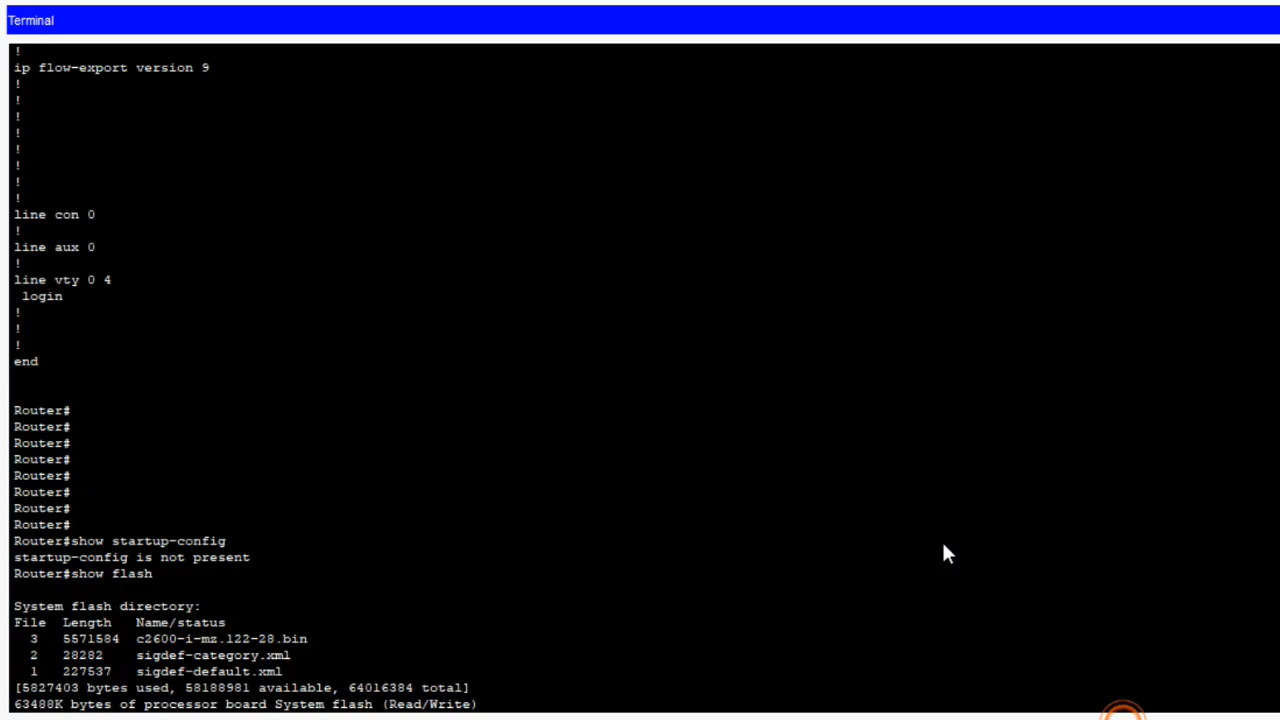 Terminal
!
ip flow-export version 9
!
!
!
!
!
!
!
!
line con 0
!
line aux 0
!
line vty 0 4
 login
!
!
!
end
Router#
Router#
Router#
Router#
Router#
Router#
Router#
Router#
Router#show startup-config
startup-config is not present
Router#show flash
System flash directory:
File  Length   Name/status
  3   5571584  c2600-i-mz.122-28.bin
  2   28282    sigdef-category.xml
  1   227537   sigdef-default.xml
[5827403 bytes used, 58188981 available, 64016384 total]
63488K bytes of processor board System flash (Read/Write)